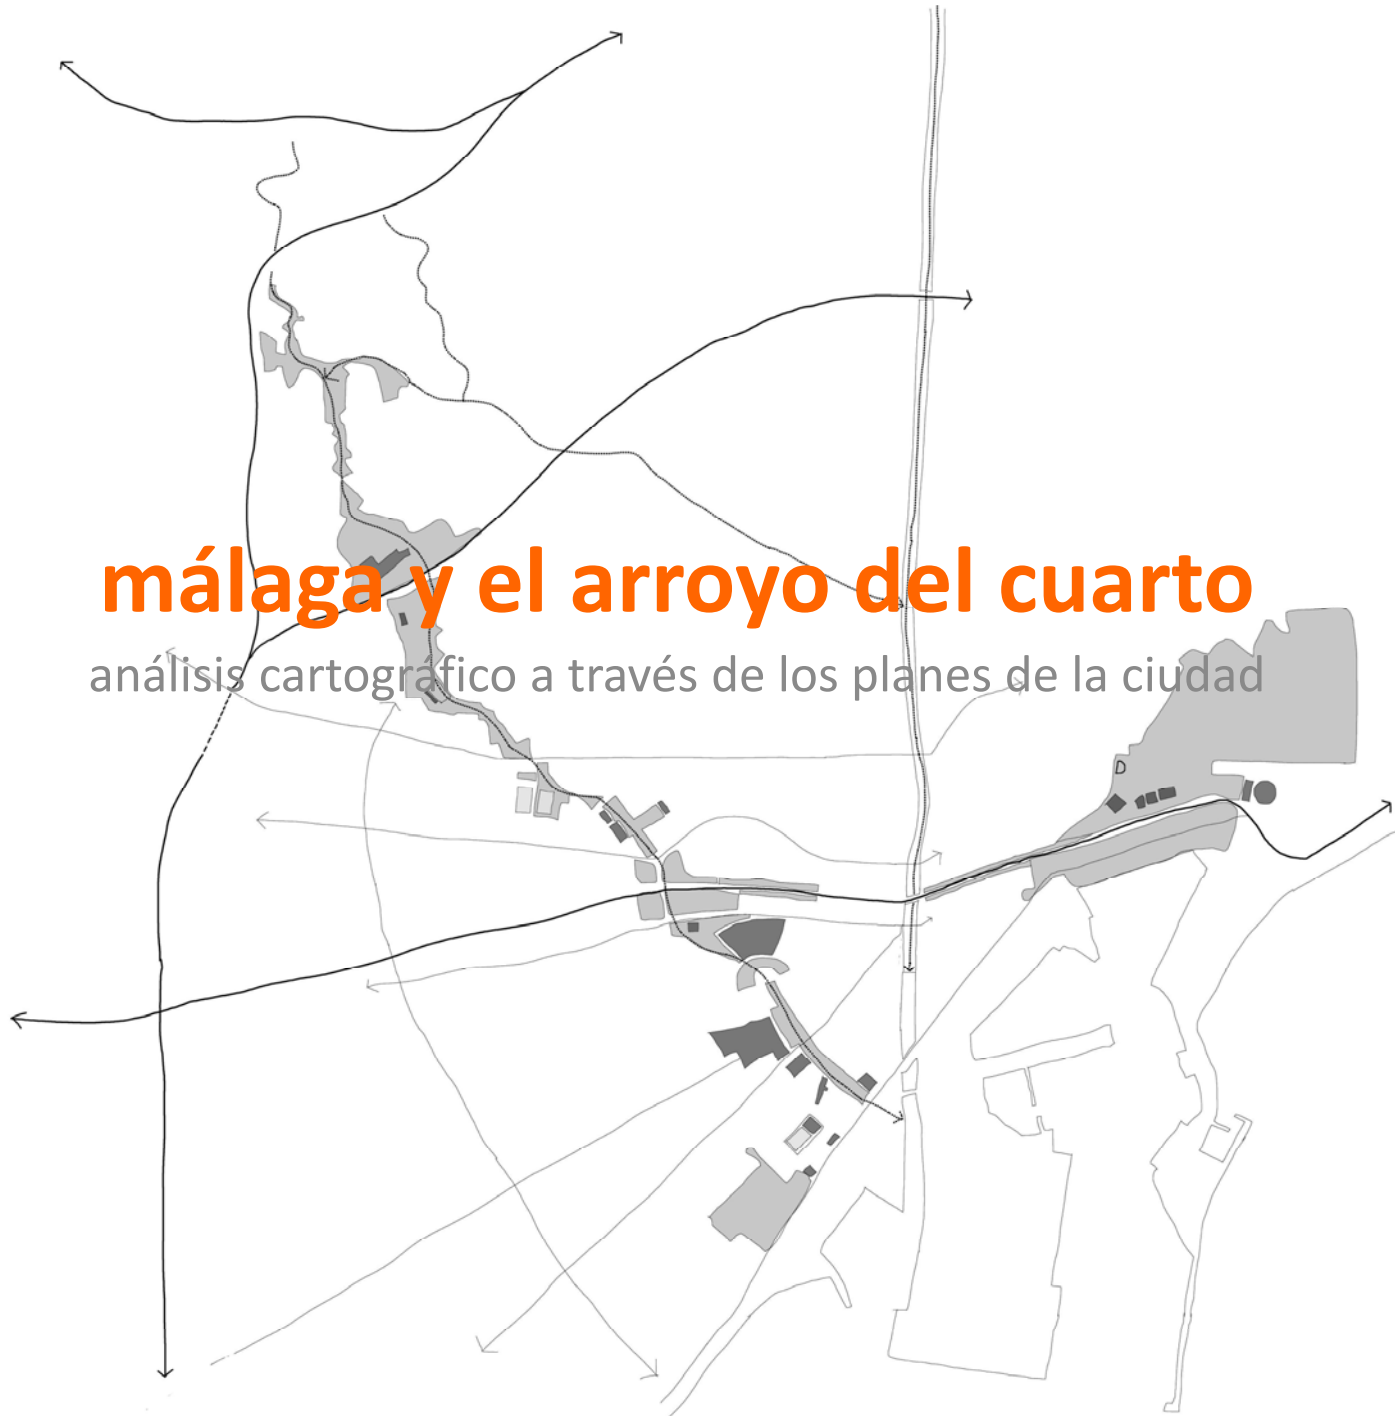 málaga y el arroyo del cuarto
análisis cartográfico a través de los planes de la ciudad